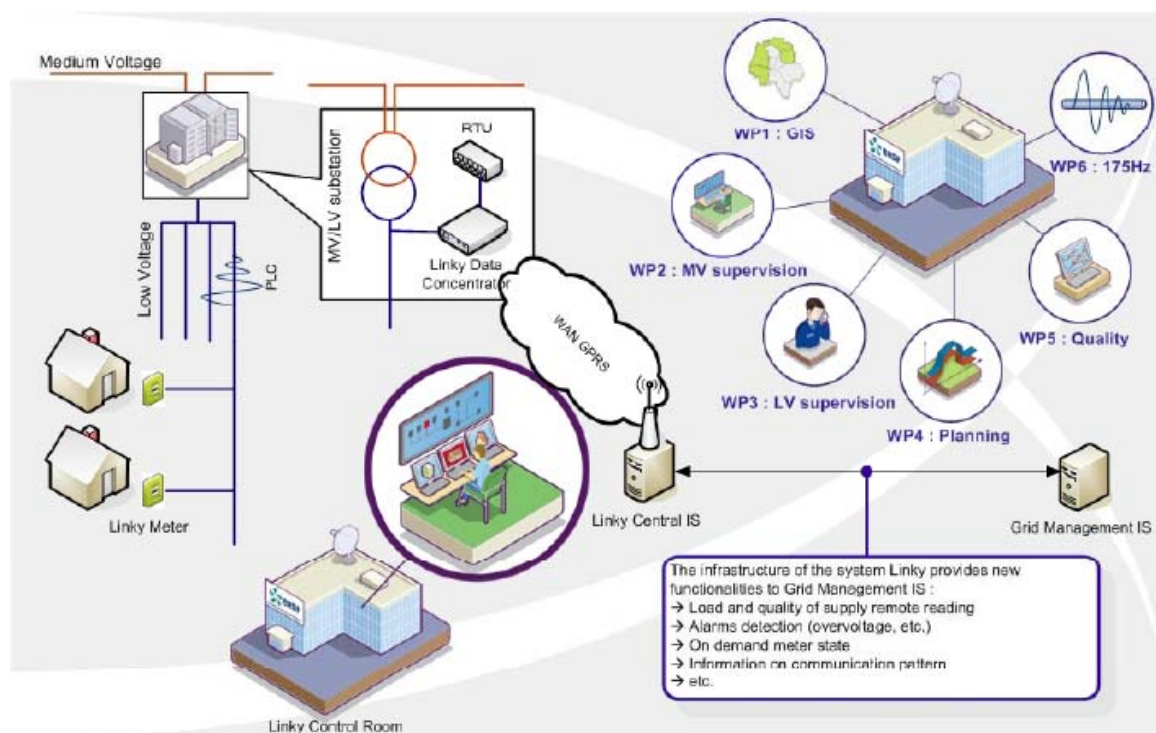 Medium Voltage
MV/LV substation
RTU
Linky Data
Concentrator
Low Voltage
PLC
WAN GPRS
Linky Meter
Linky Control Room
Linky Central IS
Grid Management IS
WP1 : GIS
WP2 : MV supervision
WP3 : LV supervision
WP4 : Planning
WP5 : Quality
WP6 : 175Hz
The infrastructure of the system Linky provides new
functionalities to Grid Management IS :
→ Load and quality of supply remote reading
→ Alarms detection (overvoltage, etc.)
→ On demand meter state
→ Information on communication pattern
→ etc.